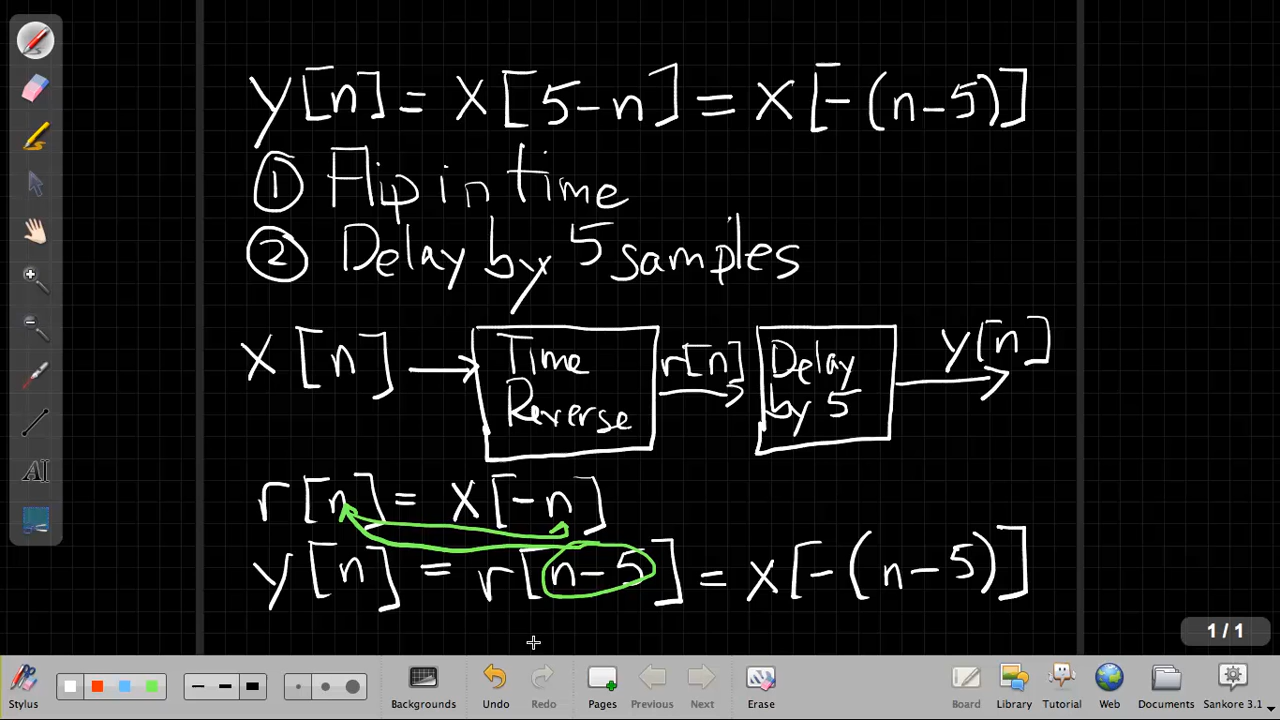 y[n] = x[5-n] = x[-(n-5)]
① Flip in time
② Delay by 5 samples
x[n] → Time Reverse r[n] → Delay by 5 y[n] →
r[n] = x[-n]
y[n] = r[n-5] = x[-(n-5)]
1 / 1
Stylus Backgrounds Undo Redo Pages Previous Next Erase Board Library Tutorial Web Documents Sankore 3.1
AI